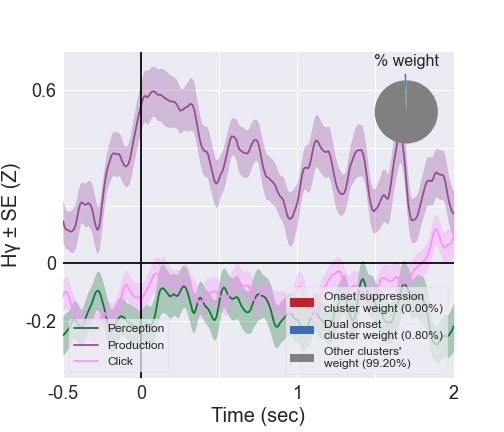 % weight
0.6
0
-0.2
Hγ ± SE (Z)
Perception
Production
Click
Onset suppression
cluster weight (0.00%)
Dual onset
cluster weight (0.80%)
Other clusters'
weight (99.20%)
-0.5
0
1
2
Time (sec)